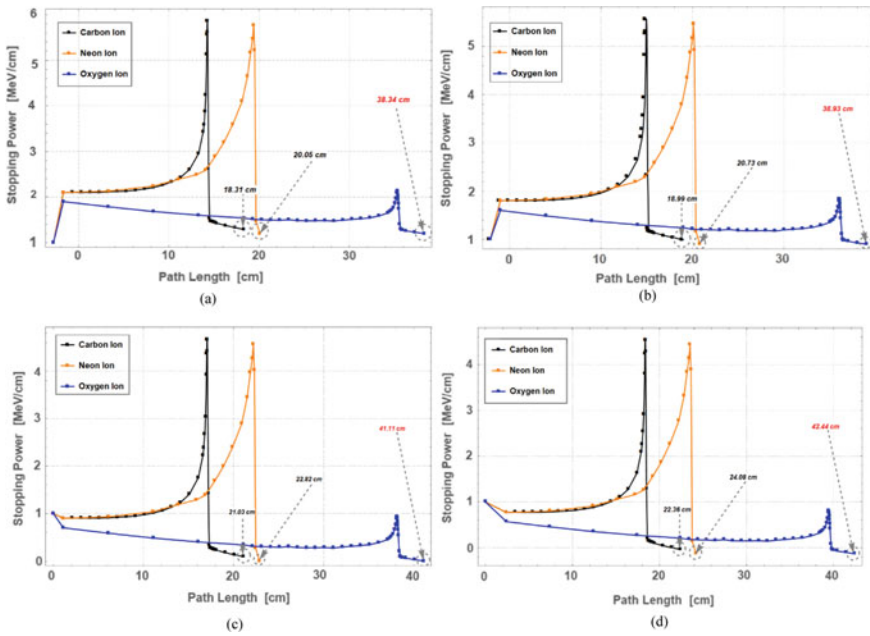 6
5
4
3
2
1
Stopping Power [MeV/cm]
Carbon Ion
Neon Ion
Oxygen Ion
38.34 cm
20.05 cm
18.31 cm
0
10
20
30
Path Length [cm]
(a)
5
4
3
2
1
Stopping Power [MeV/cm]
Carbon Ion
Neon Ion
Oxygen Ion
38.93 cm
20.73 cm
18.99 cm
0
10
20
30
Path Length [cm]
(b)
4
3
2
1
0
Stopping Power [MeV/cm]
Carbon Ion
Neon Ion
Oxygen Ion
41.11 cm
22.82 cm
21.03 cm
0
10
20
30
40
Path Length [cm]
(c)
4
3
2
1
0
Stopping Power [MeV/cm]
Carbon Ion
Neon Ion
Oxygen Ion
42.44 cm
24.08 cm
22.36 cm
0
10
20
30
40
Path Length [cm]
(d)